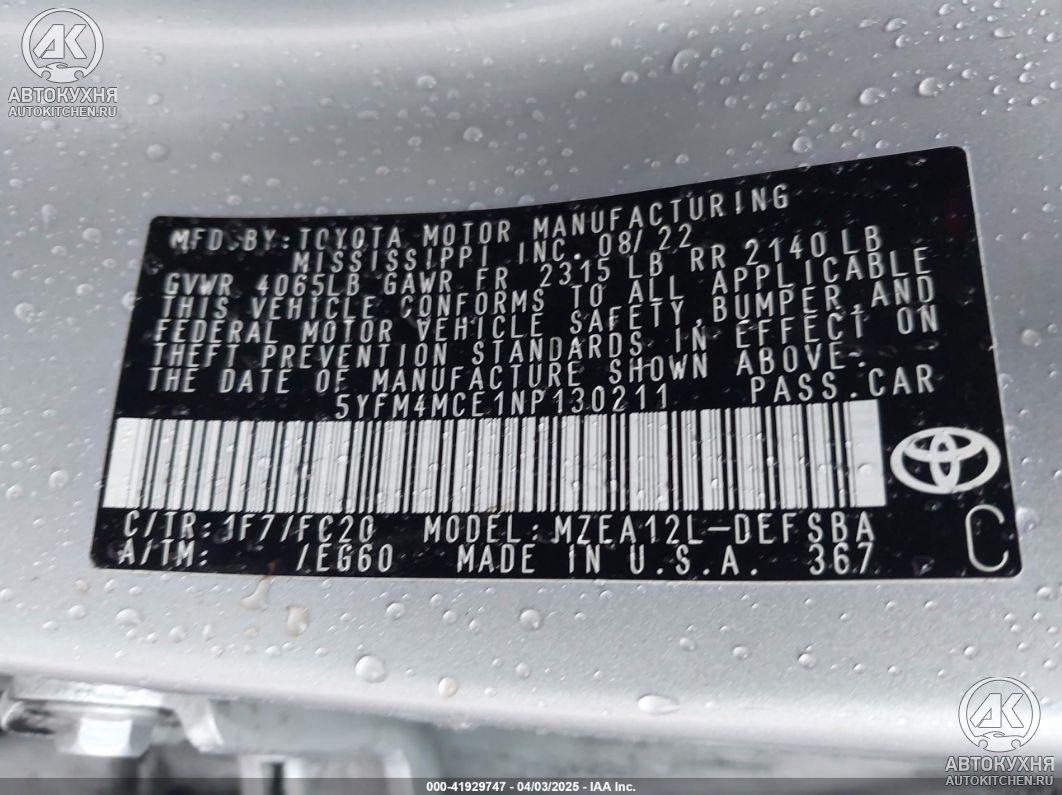 AK
АВТОКУХНЯ
AUTOKITCHEN.RU
MFD.BY:TOYOTA MOTOR MANUFACTURING
MISSISSIPPI INC. 08/22
GVWR 4065LB GAWR FR 2315LB RR 2140LB
THIS VEHICLE CONFORMS TO ALL APPLICABLE
FEDERAL MOTOR VEHICLE SAFETY,BUMPER,AND
THEFT PREVENTION STANDARDS IN EFFECT ON
THE DATE OF MANUFACTURE SHOWN ABOVE.
5YFM4MCE1NP130211 PASS.CAR
C/TR:1F7/FC20 MODEL:MZEA12L-DEFSBA
A/TM: /EG60 MADE IN U.S.A. 367
C
AK
АВТОКУХНЯ
AUTOKITCHEN.RU
000-41929747 - 04/03/2025 - IAA Inc.